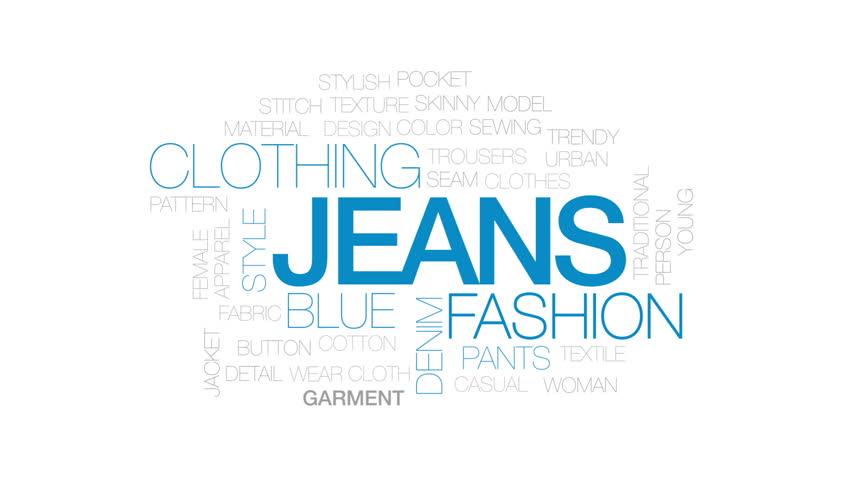 STYLISH POCKET
STITCH TEXTURE SKINNY MODEL
MATERIAL DESIGN COLOR SEWING TRENDY
CLOTHING TROUSERS URBAN
SEAM CLOTHES
PATTERN
JEANS
TRADITIONAL
PERSON
YOUNG
FEMALE
APPAREL
STYLE
FABRIC BLUE DENIM FASHION
JACKET
BUTTON COTTON PANTS TEXTILE
DETAIL WEAR CLOTH CASUAL WOMAN
GARMENT